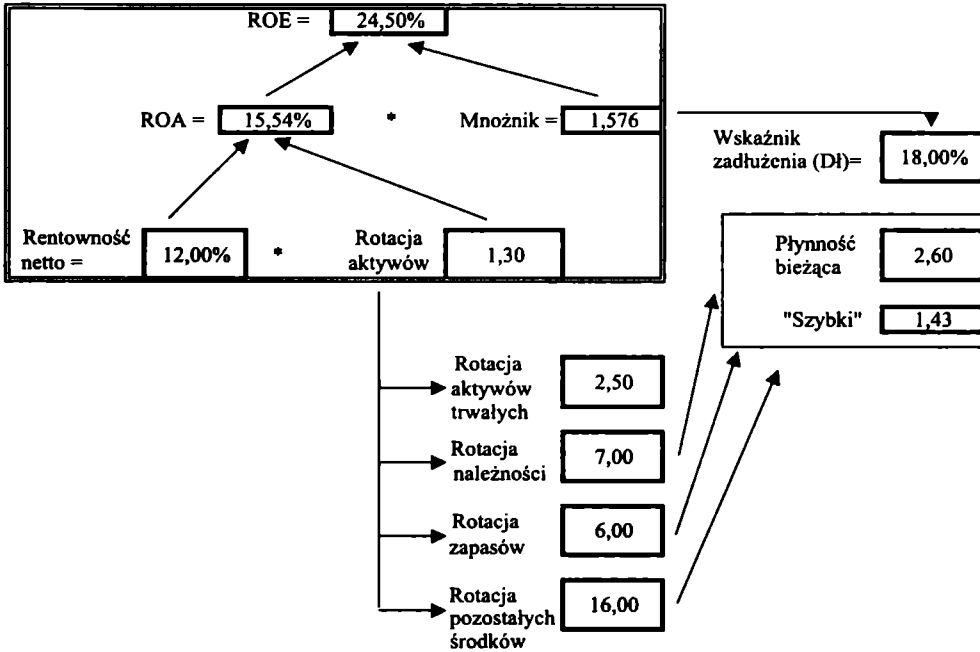 ROE = 24,50%
ROA = 15,54% * Mnożnik = 1,576
Wskaźnik
zadłużenia (Dł)= 18,00%
Rentowność
netto = 12,00% * Rotacja
aktywów 1,30
Płynność
bieżąca 2,60
"Szybki" 1,43
Rotacja
aktywów
trwałych 2,50
Rotacja
należności 7,00
Rotacja
zapasów 6,00
Rotacja
pozostałych
środków 16,00